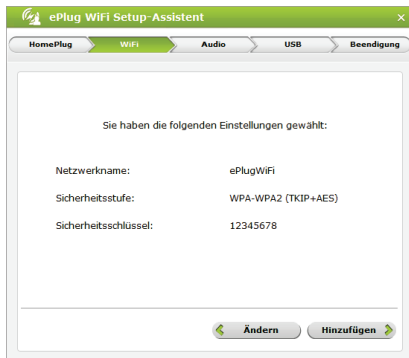 ePlug WiFi Setup-Assistent
HomePlug WiFi Audio USB Beendigung
Sie haben die folgenden Einstellungen gewählt:
Netzwerkname: ePlugWiFi
Sicherheitsstufe: WPA-WPA2 (TKIP+AES)
Sicherheitsschlüssel: 12345678
Ändern Hinzufügen